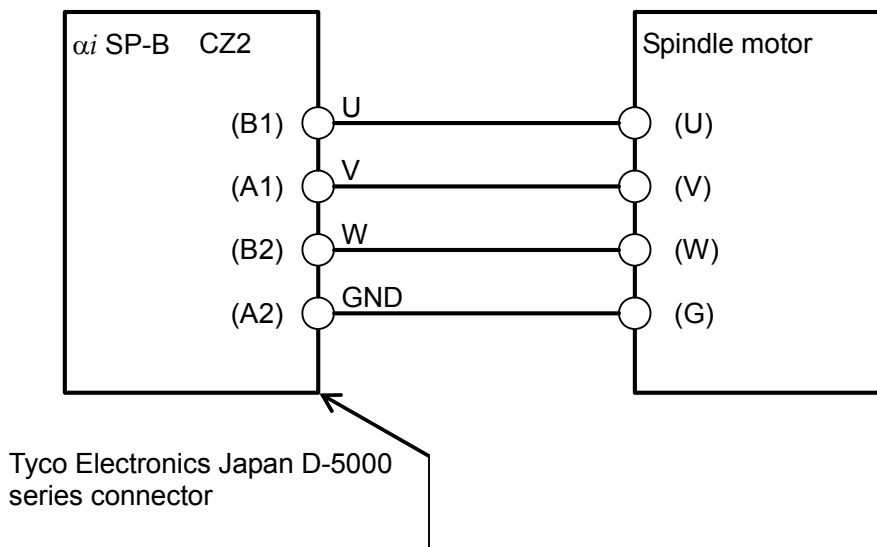 αi SP-B CZ2
Spindle motor
(B1) U (U)
(A1) V (V)
(B2) W (W)
(A2) GND (G)
Tyco Electronics Japan D-5000
series connector